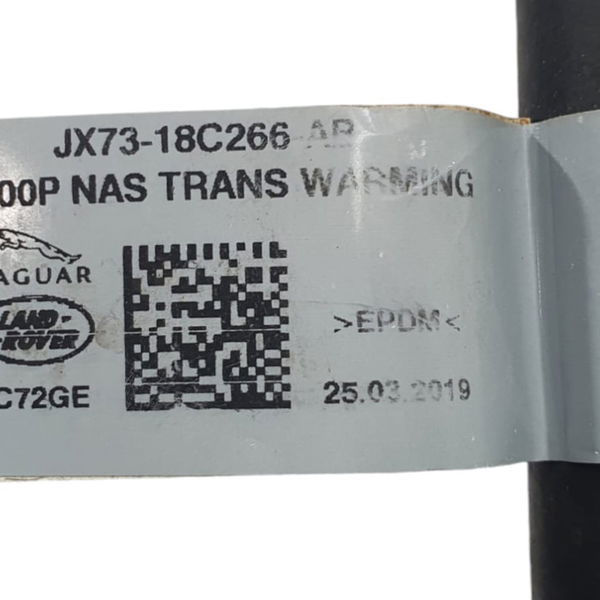 JX73-18C266-AB
00P NAS TRANS WARMING
AGUAR
LAND-
-ROVER
>EPDM<
C72GE
25.03.2019